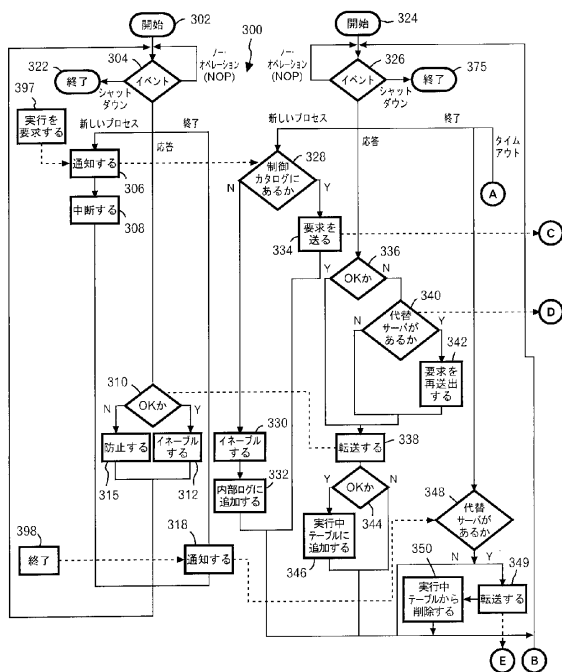 開始
302
300
開始
324
304
イベント
ノー・
オペレーション
(NOP)
ノー・
オペレーション
(NOP)
326
イベント
322
終了
シャット
ダウン
シャット
ダウン
終了
375
397
実行を
要求する
新しいプロセス
終了
応答
新しいプロセス
終了
応答
タイム
アウト
通知する
306
制御
カタログに
あるか
328
N
Y
A
中断する
308
要求を
送る
334
C
336
OKか
Y
N
340
代替
サーバが
あるか
D
N
Y
342
要求を
再送出
する
310
OKか
N
Y
330
イネーブル
する
転送する
338
防止する
イネーブル
する
315
312
内部ログに
追加する
332
OKか
Y
N
344
348
代替
サーバが
あるか
398
終了
318
通知する
実行中
テーブルに
追加する
346
N
Y
350
実行中
テーブルから
削除する
349
転送する
E
B